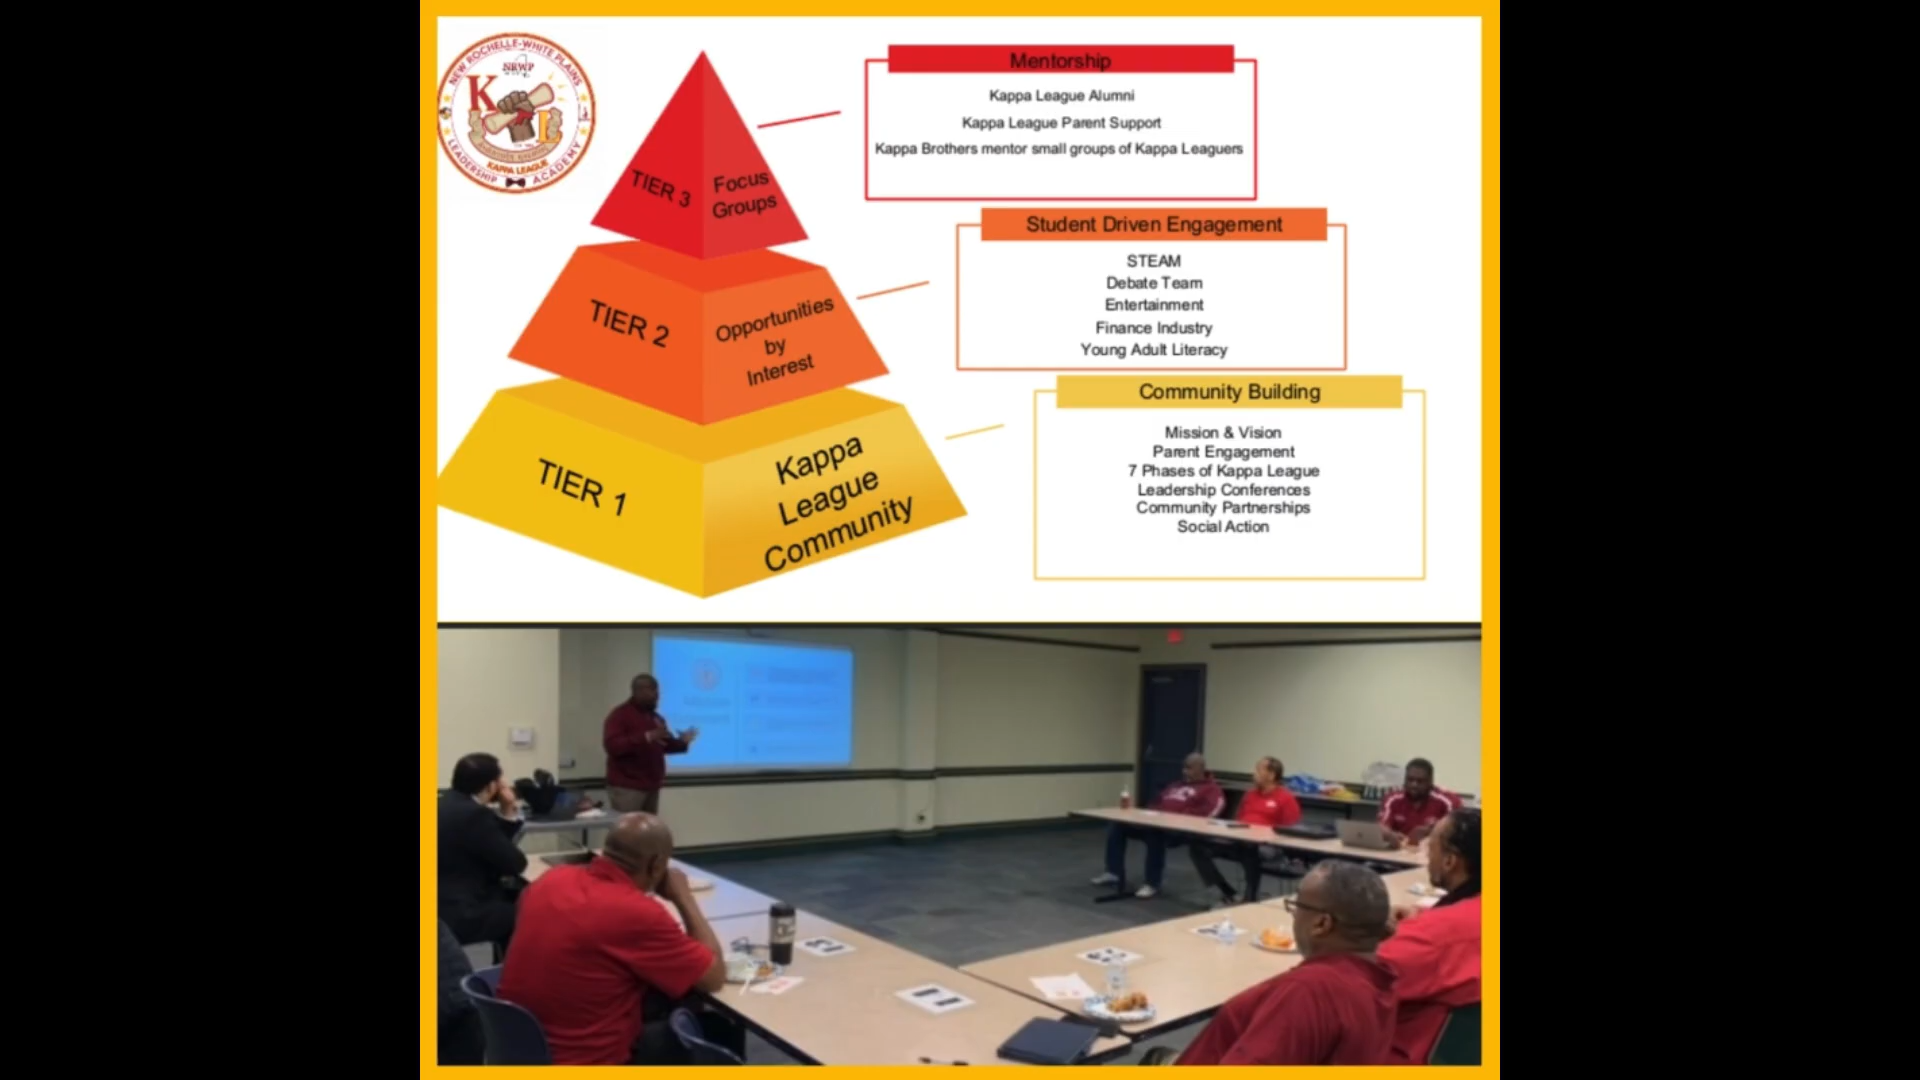 NEW ROCHELLE-WHITE PLAINS
NRWP
K
L
KAPPA LEAGUE
LEADERSHIP ACADEMY
TIER 3
Focus
Groups
TIER 2
Opportunities
by
Interest
TIER 1
Kappa
League
Community
Mentorship
Kappa League Alumni
Kappa League Parent Support
Kappa Brothers mentor small groups of Kappa Leaguers
Student Driven Engagement
STEAM
Debate Team
Entertainment
Finance Industry
Young Adult Literacy
Community Building
Mission & Vision
Parent Engagement
7 Phases of Kappa League
Leadership Conferences
Community Partnerships
Social Action